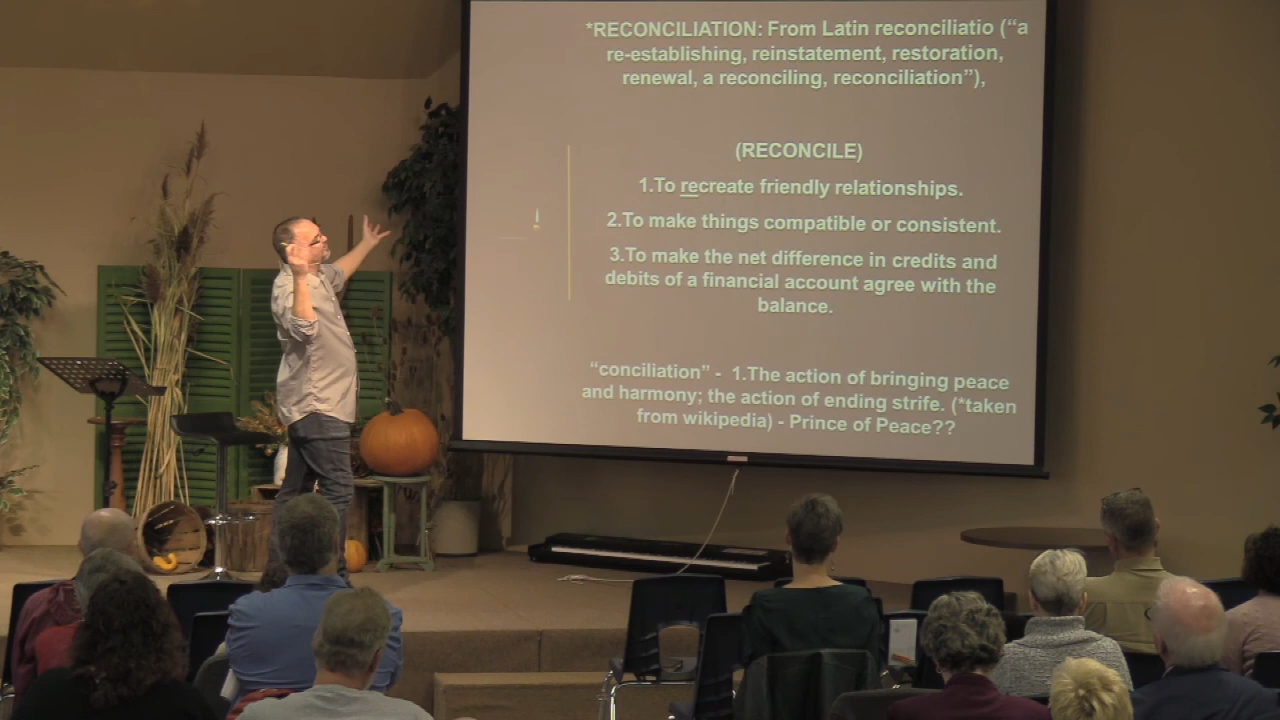 *RECONCILIATION: From Latin reconciliatio (“a
re-establishing, reinstatement, restoration,
renewal, a reconciling, reconciliation”),
(RECONCILE)
1.To recreate friendly relationships.
2.To make things compatible or consistent.
3.To make the net difference in credits and
debits of a financial account agree with the
balance.
“conciliation” - 1.The action of bringing peace
and harmony; the action of ending strife. (*taken
from wikipedia) - Prince of Peace??